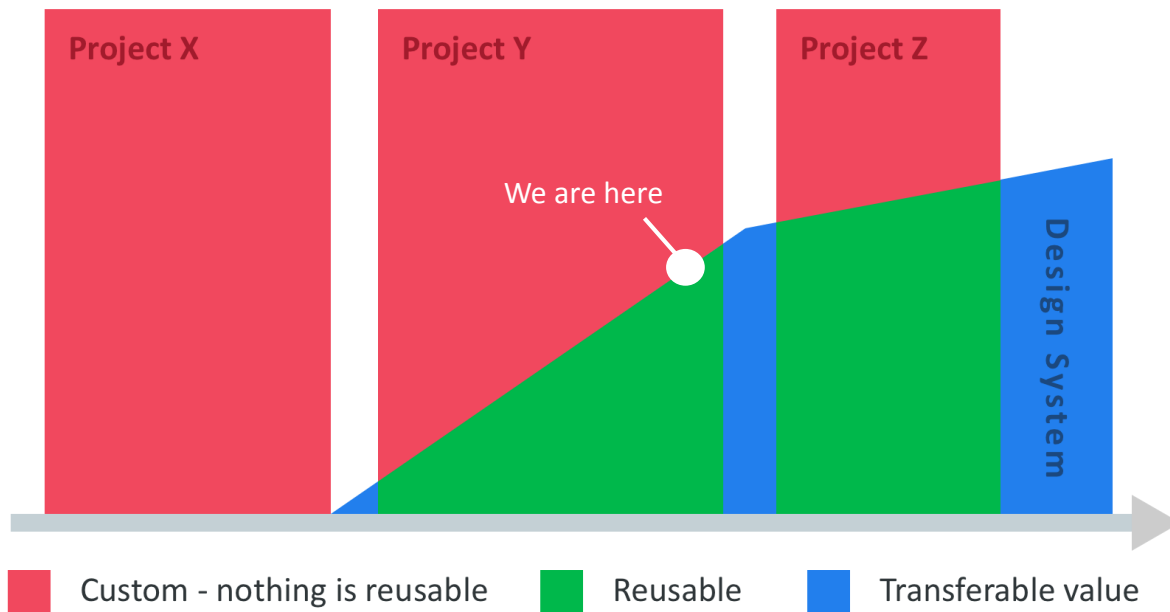 Project X
Project Y
Project Z
We are here
Design System
Custom - nothing is reusable
Reusable
Transferable value